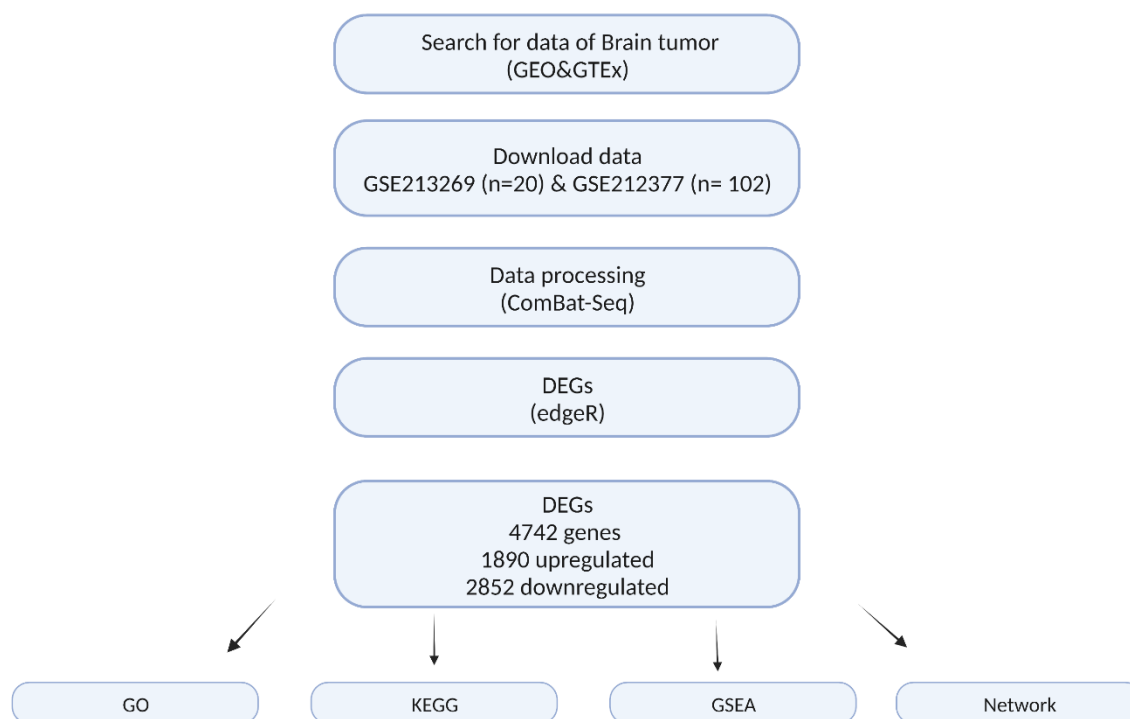 Search for data of Brain tumor
(GEO&GTEx)
Download data
GSE213269 (n=20) & GSE212377 (n= 102)
Data processing
(ComBat-Seq)
DEGs
(edgeR)
DEGs
4742 genes
1890 upregulated
2852 downregulated
GO
KEGG
GSEA
Network